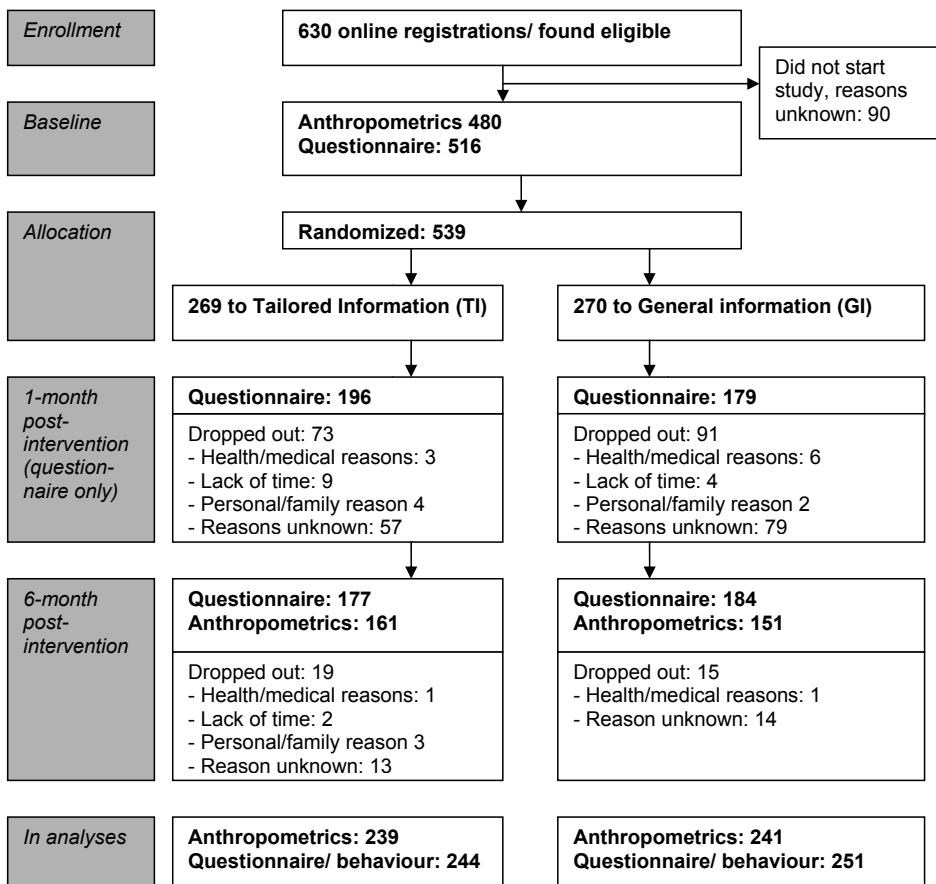 Enrollment
630 online registrations/ found eligible
Did not start
study, reasons
unknown: 90
Baseline
Anthropometrics 480
Questionnaire: 516
Allocation
Randomized: 539
269 to Tailored Information (TI)
270 to General information (GI)
1-month
post-
intervention
(question-
naire only)
Questionnaire: 196
Dropped out: 73
- Health/medical reasons: 3
- Lack of time: 9
- Personal/family reason 4
- Reasons unknown: 57
Questionnaire: 179
Dropped out: 91
- Health/medical reasons: 6
- Lack of time: 4
- Personal/family reason 2
- Reasons unknown: 79
6-month
post-
intervention
Questionnaire: 177
Anthropometrics: 161
Dropped out: 19
- Health/medical reasons: 1
- Lack of time: 2
- Personal/family reason 3
- Reason unknown: 13
Questionnaire: 184
Anthropometrics: 151
Dropped out: 15
- Health/medical reasons: 1
- Reason unknown: 14
In analyses
Anthropometrics: 239
Questionnaire/ behaviour: 244
Anthropometrics: 241
Questionnaire/ behaviour: 251